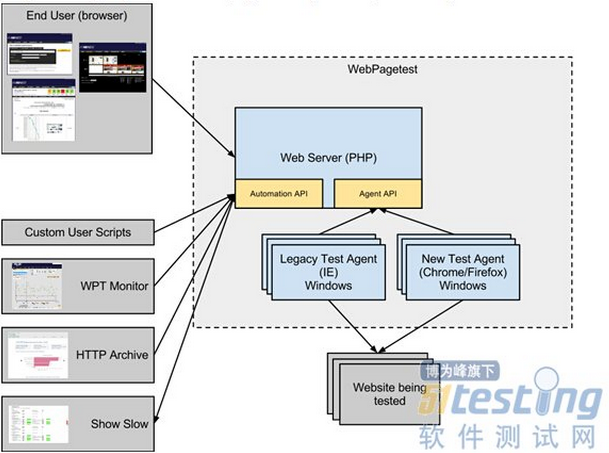 End User (browser)
WebPagetest
Web Server (PHP)
Automation API
Agent API
Custom User Scripts
WPT Monitor
HTTP Archive
Show Slow
Legacy Test Agent
(IE)
Windows
New Test Agent
(Chrome/Firefox)
Windows
Website being
tested
博为峰旗下
51testing
软件测试网